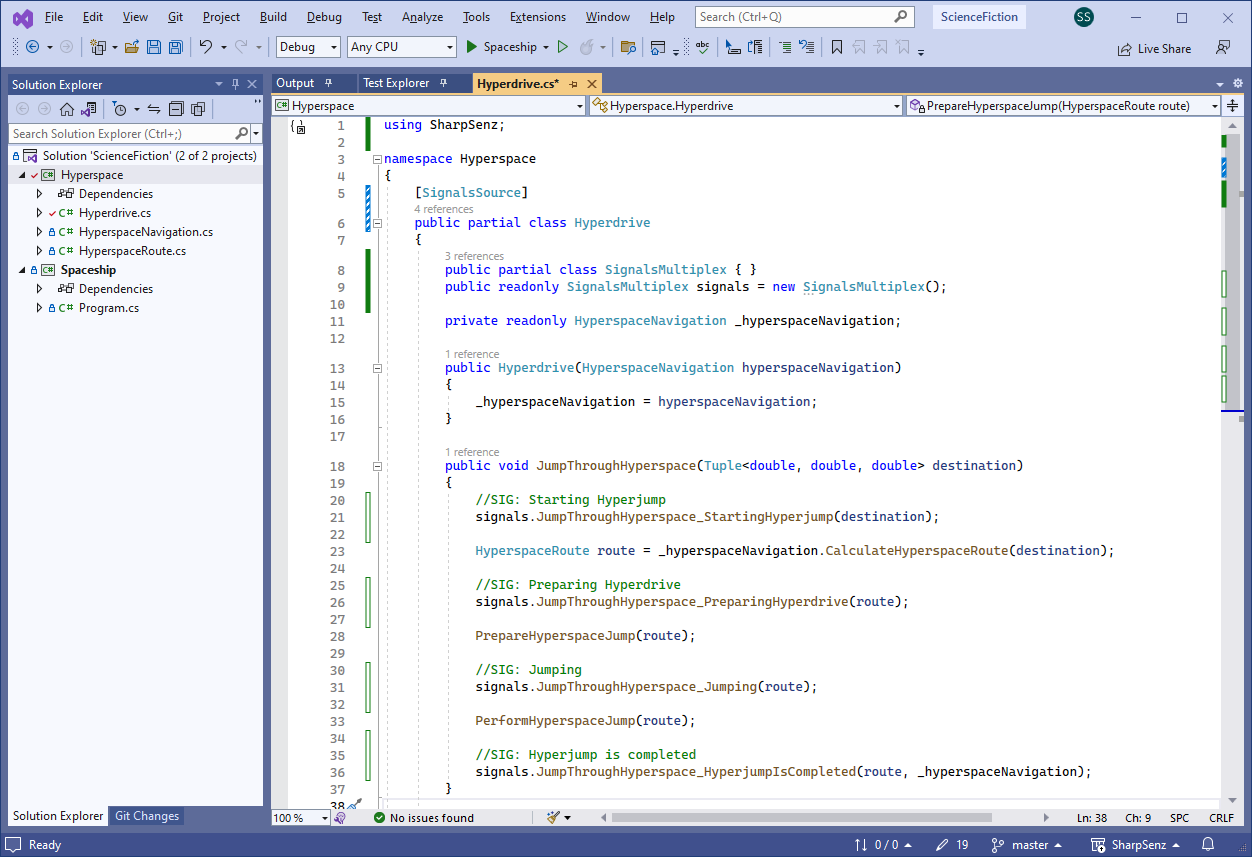 File Edit View Git Project Build Debug Test Analyze Tools Extensions Window Help Search (Ctrl+Q) ScienceFiction SS
Debug Any CPU Spaceship abc Live Share
Solution Explorer
Search Solution Explorer (Ctrl+;)
Solution 'ScienceFiction' (2 of 2 projects)
C# Hyperspace
Dependencies
C# Hyperdrive.cs
C# HyperspaceNavigation.cs
C# HyperspaceRoute.cs
C# Spaceship
Dependencies
C# Program.cs
Solution Explorer Git Changes
Output Test Explorer Hyperdrive.cs*
C# Hyperspace Hyperspace.Hyperdrive PrepareHyperspaceJump(HyperspaceRoute route)
1 using SharpSenz;
2
3 namespace Hyperspace
4 {
5 [SignalsSource]
4 references
6 public partial class Hyperdrive
7 {
3 references
8 public partial class SignalsMultiplex { }
9 public readonly SignalsMultiplex signals = new SignalsMultiplex();
10
11 private readonly HyperspaceNavigation _hyperspaceNavigation;
12
1 reference
13 public Hyperdrive(HyperspaceNavigation hyperspaceNavigation)
14 {
15 _hyperspaceNavigation = hyperspaceNavigation;
16 }
17
1 reference
18 public void JumpThroughHyperspace(Tuple<double, double, double> destination)
19 {
20 //SIG: Starting Hyperjump
21 signals.JumpThroughHyperspace_StartingHyperjump(destination);
22
23 HyperspaceRoute route = _hyperspaceNavigation.CalculateHyperspaceRoute(destination);
24
25 //SIG: Preparing Hyperdrive
26 signals.JumpThroughHyperspace_PreparingHyperdrive(route);
27
28 PrepareHyperspaceJump(route);
29
30 //SIG: Jumping
31 signals.JumpThroughHyperspace_Jumping(route);
32
33 PerformHyperspaceJump(route);
34
35 //SIG: Hyperjump is completed
36 signals.JumpThroughHyperspace_HyperjumpIsCompleted(route, _hyperspaceNavigation);
37 }
38
100 % No issues found Ln: 38 Ch: 9 SPC CRLF
Ready 0 / 0 19 master SharpSenz